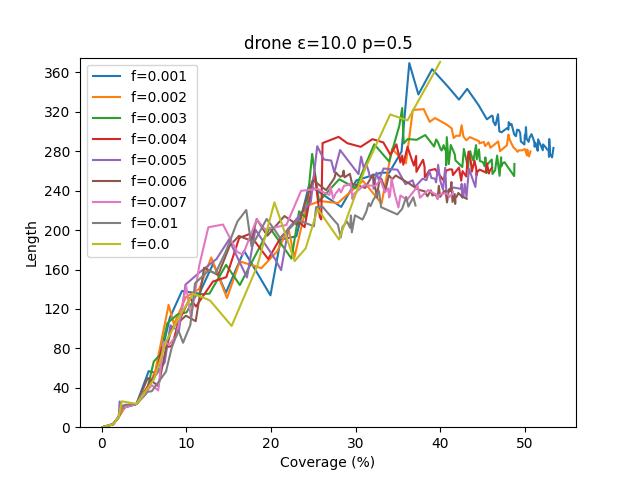 drone ε=10.0 p=0.5
Length
360
320
280
240
200
160
120
80
40
0
f=0.001
f=0.002
f=0.003
f=0.004
f=0.005
f=0.006
f=0.007
f=0.01
f=0.0
0 10 20 30 40 50
Coverage (%)